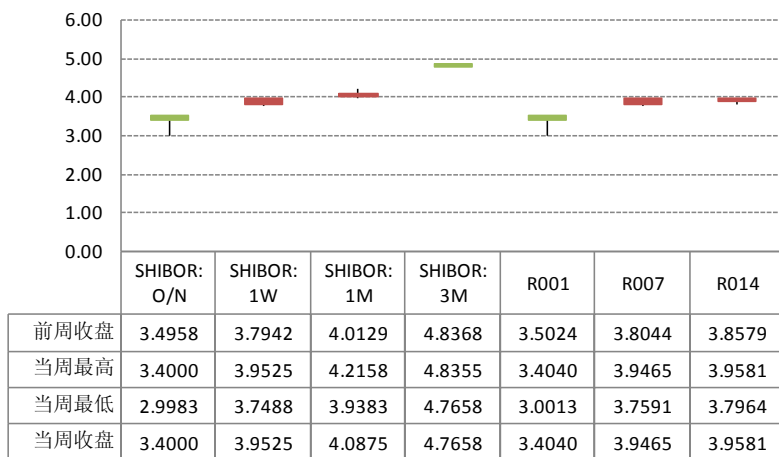 6.00
5.00
4.00
3.00
2.00
1.00
0.00
SHIBOR: O/N SHIBOR: 1W SHIBOR: 1M SHIBOR: 3M R001 R007 R014
前周收盘 3.4958 3.7942 4.0129 4.8368 3.5024 3.8044 3.8579
当周最高 3.4000 3.9525 4.2158 4.8355 3.4040 3.9465 3.9581
当周最低 2.9983 3.7488 3.9383 4.7658 3.0013 3.7591 3.7964
当周收盘 3.4000 3.9525 4.0875 4.7658 3.4040 3.9465 3.9581